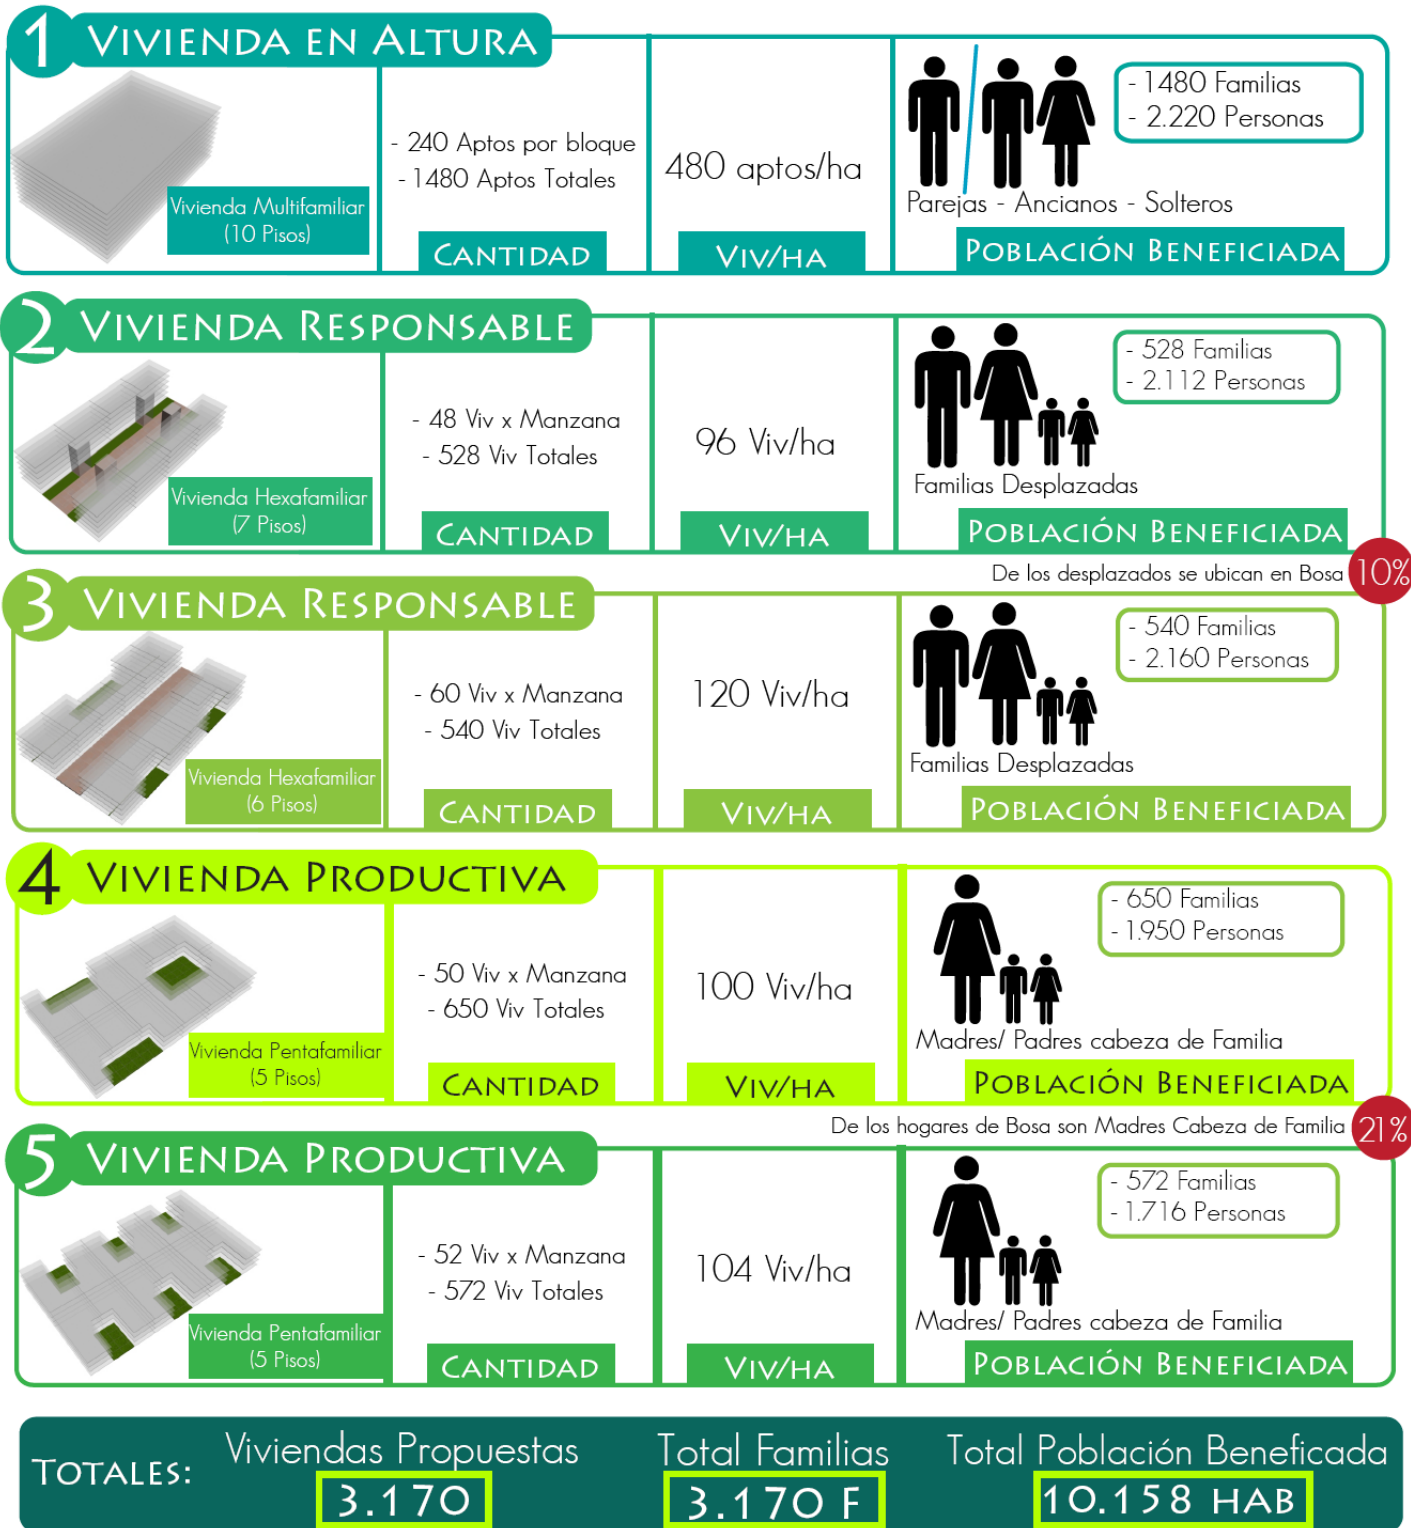 1 VIVIENDA EN ALTURA
Vivienda Multifamiliar
(10 Pisos)
- 240 Aptos por bloque
- 1480 Aptos Totales
CANTIDAD
480 aptos/ha
VIV/HA
- 1480 Familias
- 2.220 Personas
Parejas - Ancianos - Solteros
POBLACIÓN BENEFICIADA
2 VIVIENDA RESPONSABLE
Vivienda Hexafamiliar
(7 Pisos)
- 48 Viv x Manzana
- 528 Viv Totales
CANTIDAD
96 Viv/ha
VIV/HA
- 528 Familias
- 2.112 Personas
Familias Desplazadas
POBLACIÓN BENEFICIADA
De los desplazados se ubican en Bosa 10%
3 VIVIENDA RESPONSABLE
Vivienda Hexafamiliar
(6 Pisos)
- 60 Viv x Manzana
- 540 Viv Totales
CANTIDAD
120 Viv/ha
VIV/HA
- 540 Familias
- 2.160 Personas
Familias Desplazadas
POBLACIÓN BENEFICIADA
4 VIVIENDA PRODUCTIVA
Vivienda Pentafamiliar
(5 Pisos)
- 50 Viv x Manzana
- 650 Viv Totales
CANTIDAD
100 Viv/ha
VIV/HA
- 650 Familias
- 1.950 Personas
Madres/ Padres cabeza de Familia
POBLACIÓN BENEFICIADA
De los hogares de Bosa son Madres Cabeza de Familia 21%
5 VIVIENDA PRODUCTIVA
Vivienda Pentafamiliar
(5 Pisos)
- 52 Viv x Manzana
- 572 Viv Totales
CANTIDAD
104 Viv/ha
VIV/HA
- 572 Familias
- 1.716 Personas
Madres/ Padres cabeza de Familia
POBLACIÓN BENEFICIADA
TOTALES:
Viviendas Propuestas
3.170
Total Familias
3.170 F
Total Población Beneficada
10.158 HAB